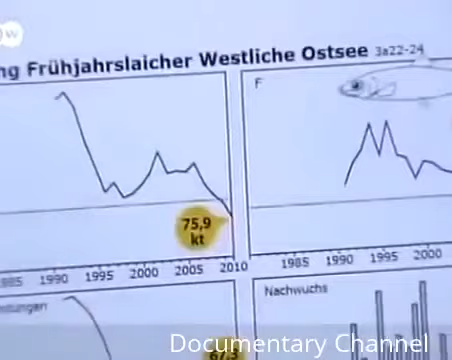 ng Frühjahrslaicher Westliche Ostsee 3a22-24
F
75,9
kt
985 1990 1995 2000 2005 2010
1985 1990 1995 2000
Nachwuchs
Documentary Channel